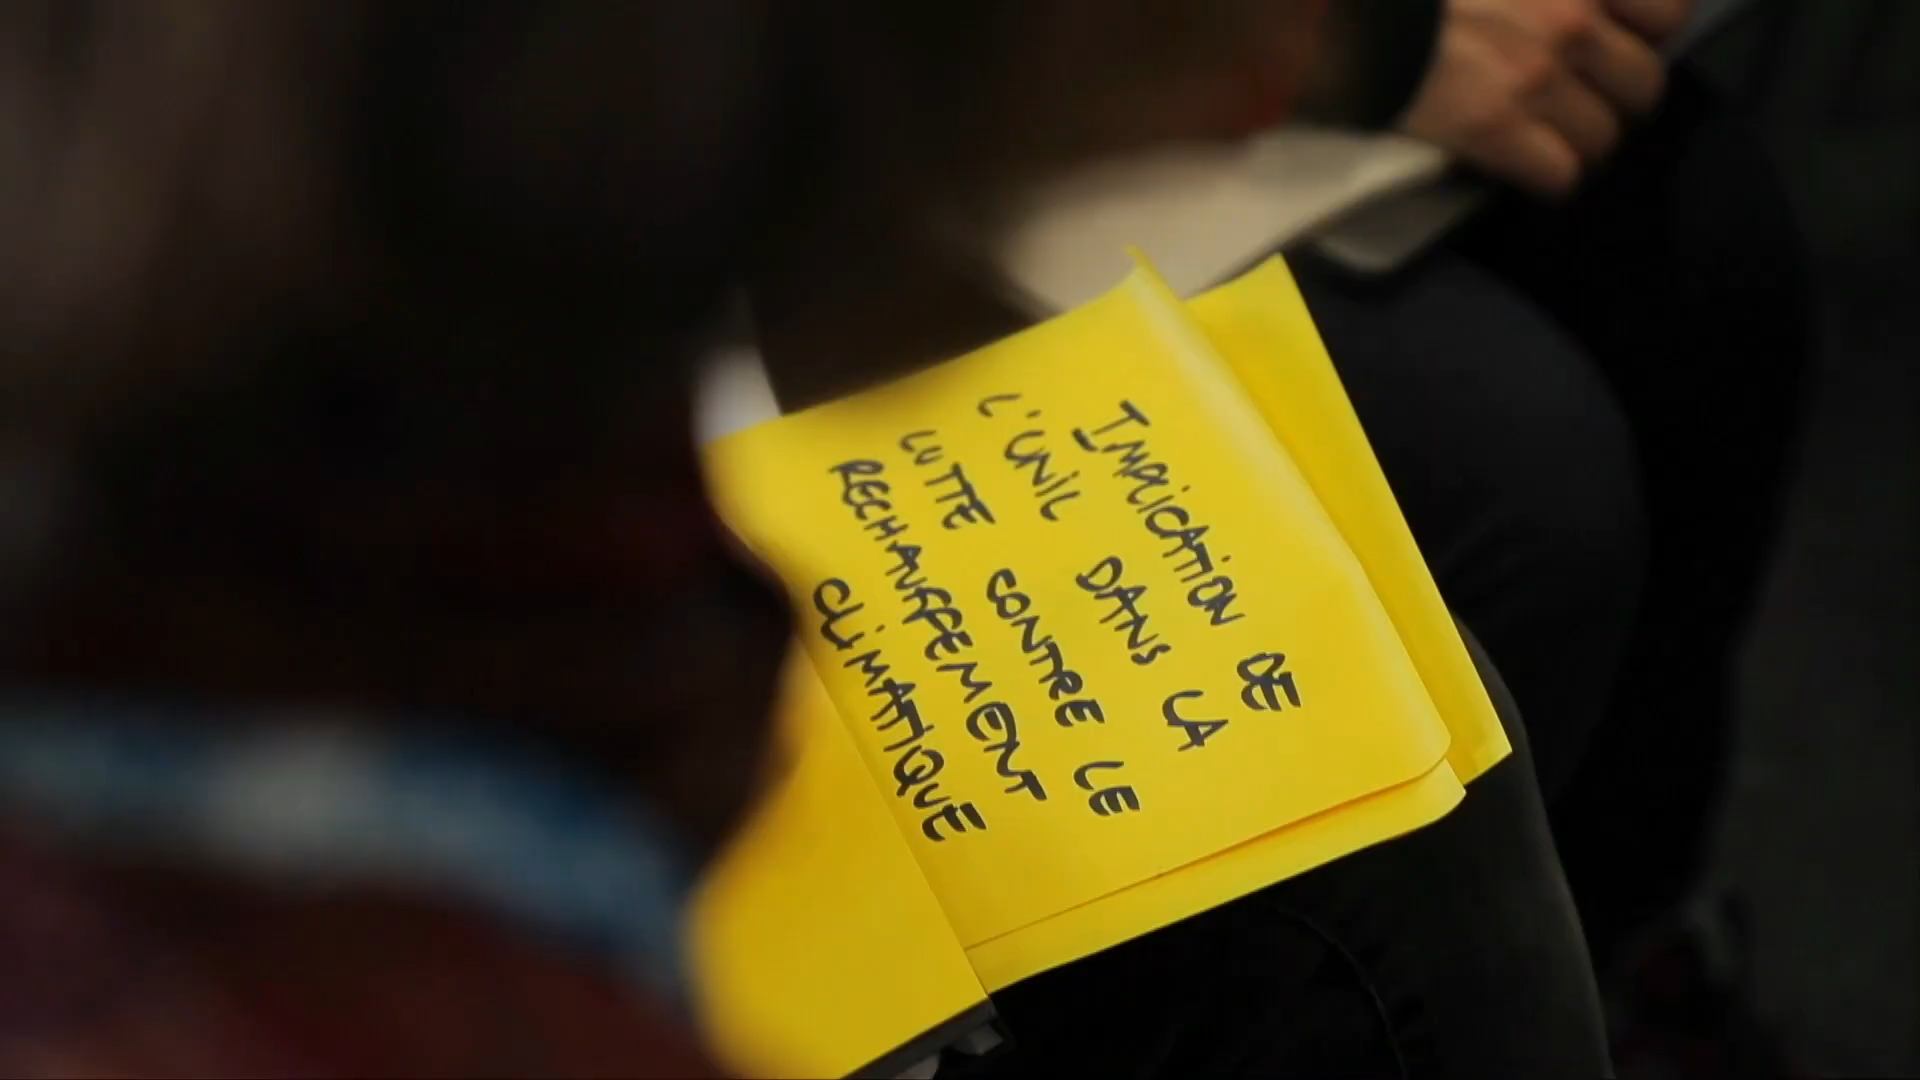 IMPLICATION DE
L'UNIL DANS LA
LUTTE CONTRE LE
RECHAUFFEMENT
CLIMATIQUE